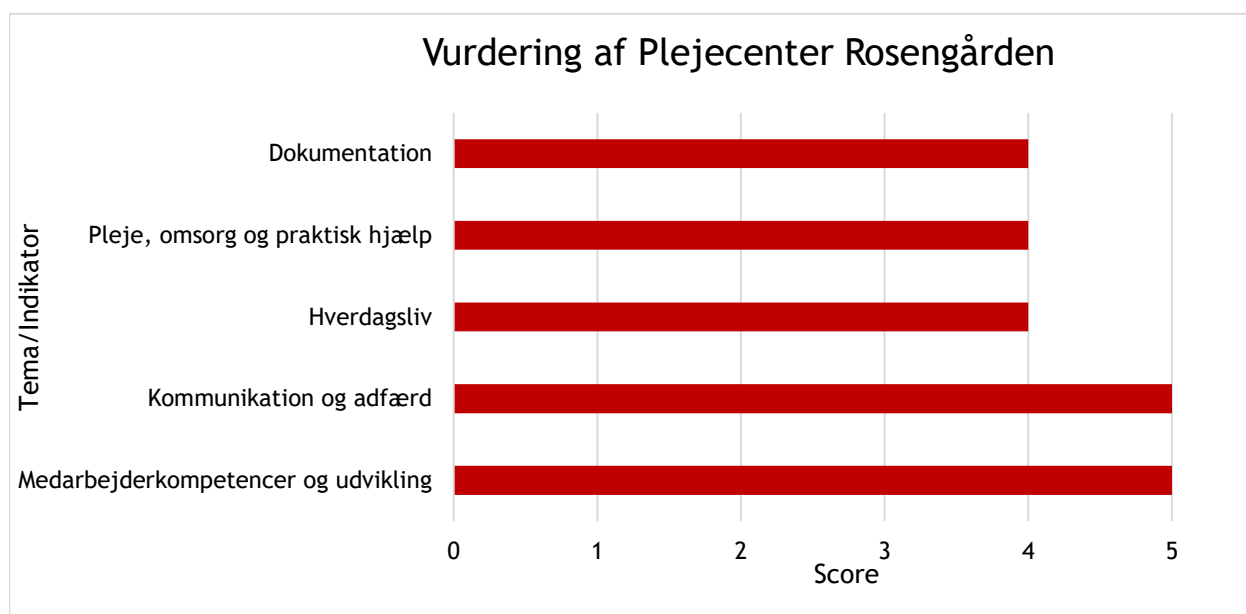 Vurdering af Plejecenter Rosengården
Tema/Indikator
Dokumentation
Pleje, omsorg og praktisk hjælp
Hverdagsliv
Kommunikation og adfærd
Medarbejderkompetencer og udvikling
0 1 2 3 4 5
Score